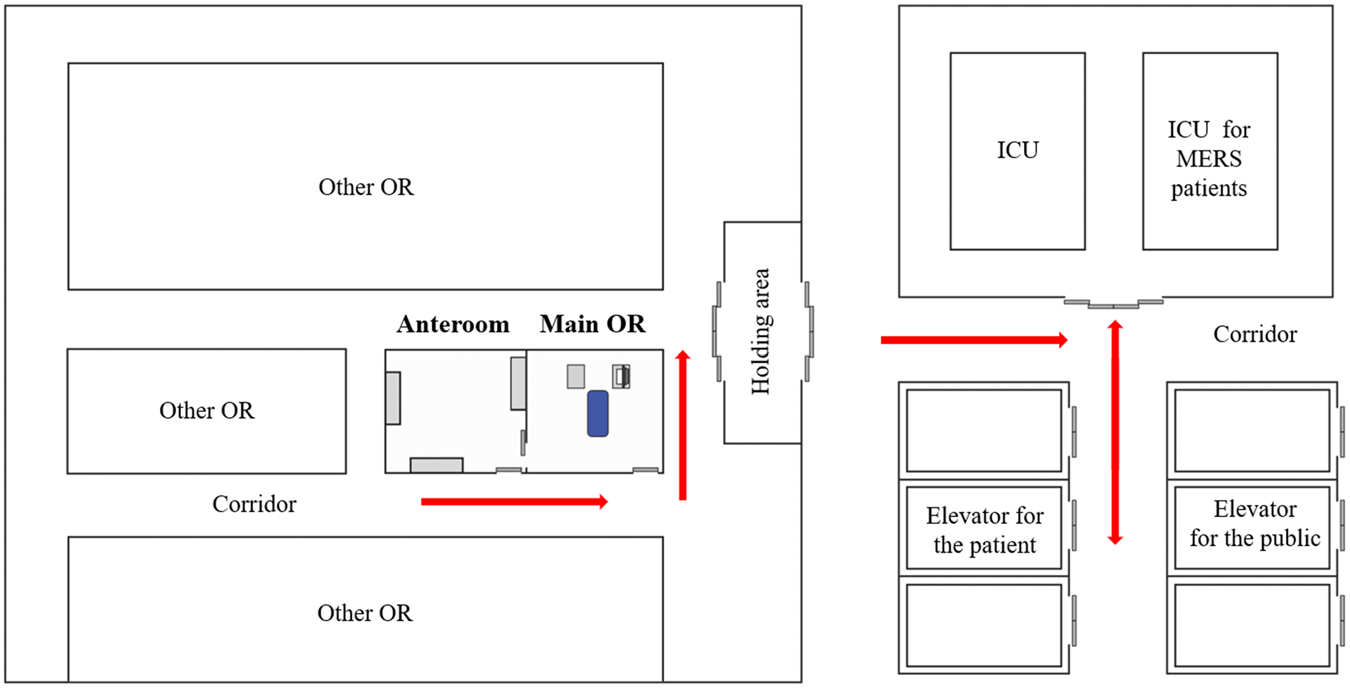 Other OR
Anteroom
Main OR
Other OR
Corridor
Other OR
Holding area
ICU
ICU for
MERS
patients
Corridor
Elevator for
the patient
Elevator
for the public